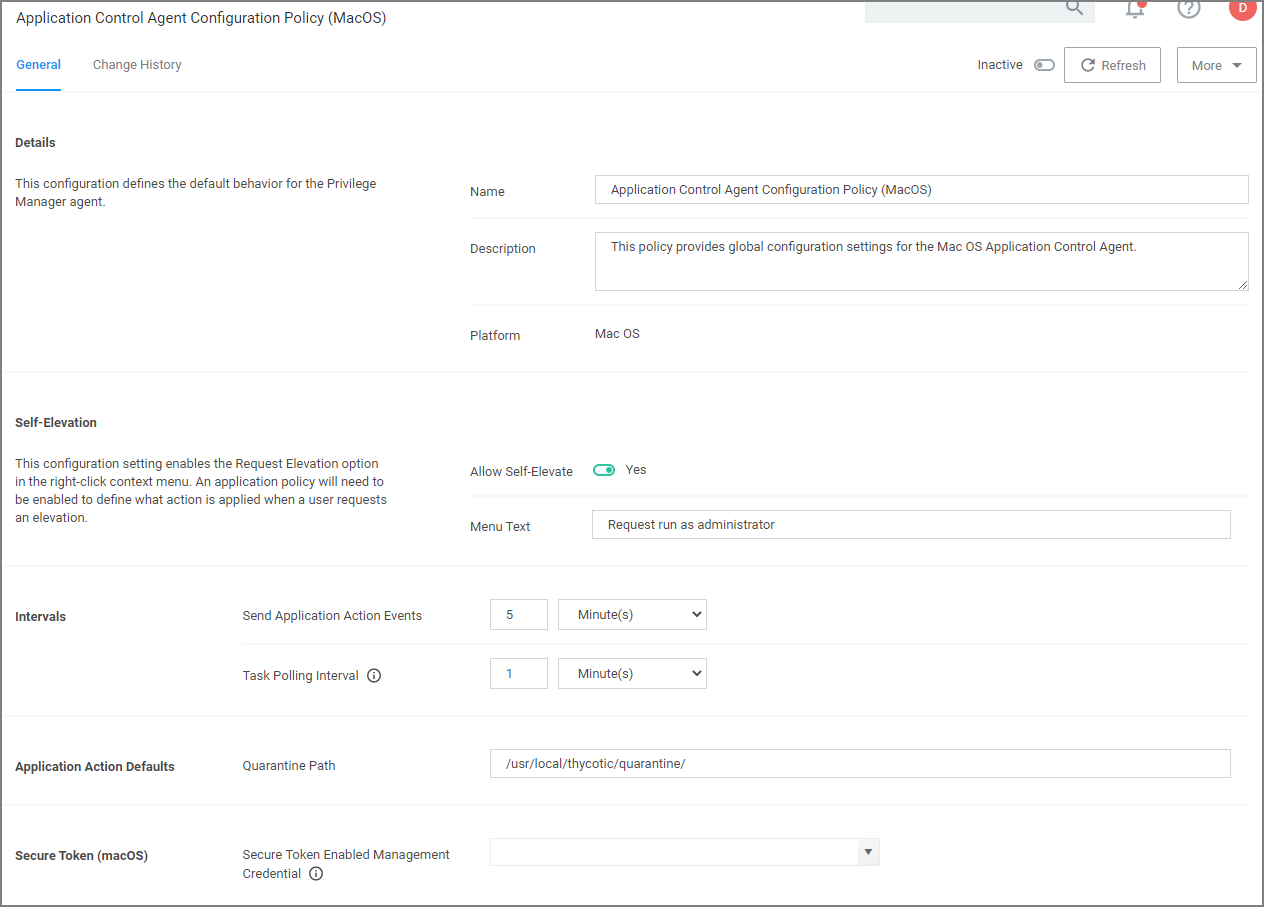 Application Control Agent Configuration Policy (MacOS)
D
General
Change History
Inactive
Refresh
More
Details
This configuration defines the default behavior for the Privilege
Manager agent.
Name
Application Control Agent Configuration Policy (MacOS)
Description
This policy provides global configuration settings for the Mac OS Application Control Agent.
Platform
Mac OS
Self-Elevation
This configuration setting enables the Request Elevation option
in the right-click context menu. An application policy will need to
be enabled to define what action is applied when a user requests
an elevation.
Allow Self-Elevate
Yes
Menu Text
Request run as administrator
Intervals
Send Application Action Events
5
Minute(s)
Task Polling Interval
1
Minute(s)
Application Action Defaults
Quarantine Path
/usr/local/thycotic/quarantine/
Secure Token (macOS)
Secure Token Enabled Management
Credential